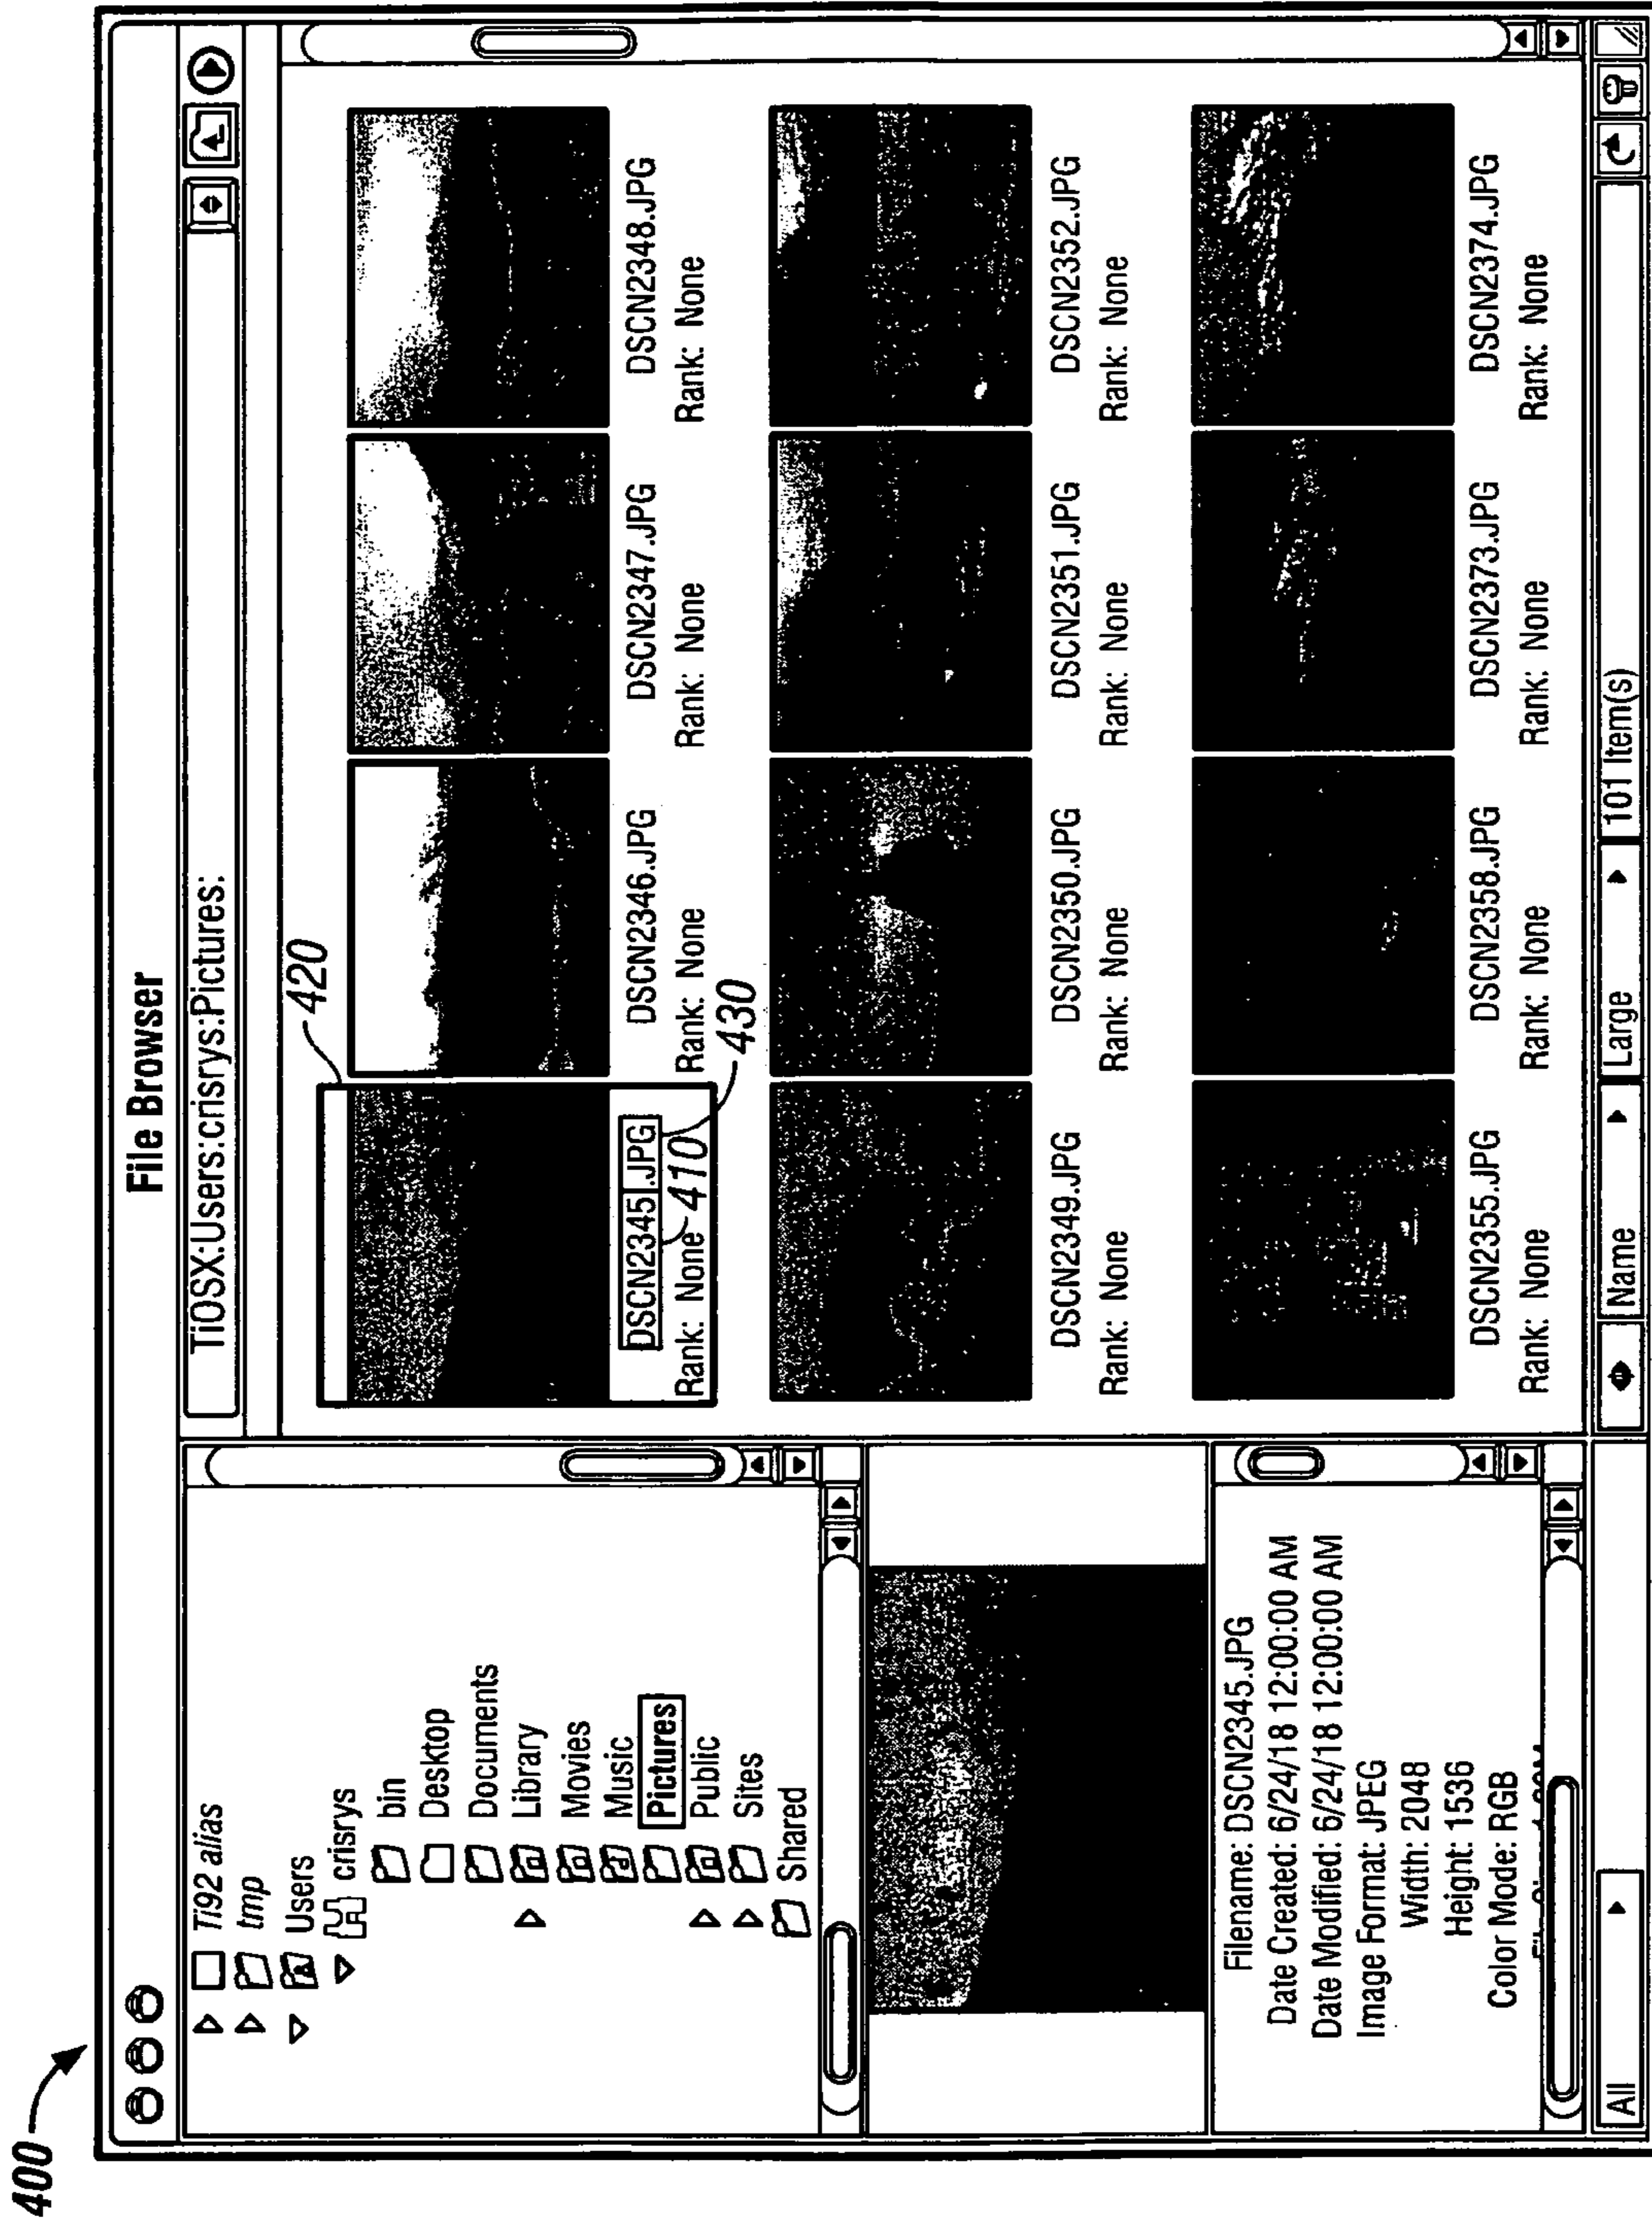 400
File Browser
TiOSX:Users:crisrys:Pictures:
Ti92 alias
tmp
Users
crisrys
bin
Desktop
Documents
Library
Movies
Music
Pictures
Public
Sites
Shared
Filename: DSCN2345.JPG
Date Created: 6/24/18 12:00:00 AM
Date Modified: 6/24/18 12:00:00 AM
Image Format: JPEG
Width: 2048
Height: 1536
Color Mode: RGB
All
420
DSCN2345.JPG DSCN2346.JPG DSCN2347.JPG DSCN2348.JPG
Rank: None Rank: None Rank: None Rank: None
410
430
DSCN2349.JPG DSCN2350.JPG DSCN2351.JPG DSCN2352.JPG
Rank: None Rank: None Rank: None Rank: None
DSCN2355.JPG DSCN2358.JPG DSCN2373.JPG DSCN2374.JPG
Rank: None Rank: None Rank: None Rank: None
Name Large 101 Item(s)